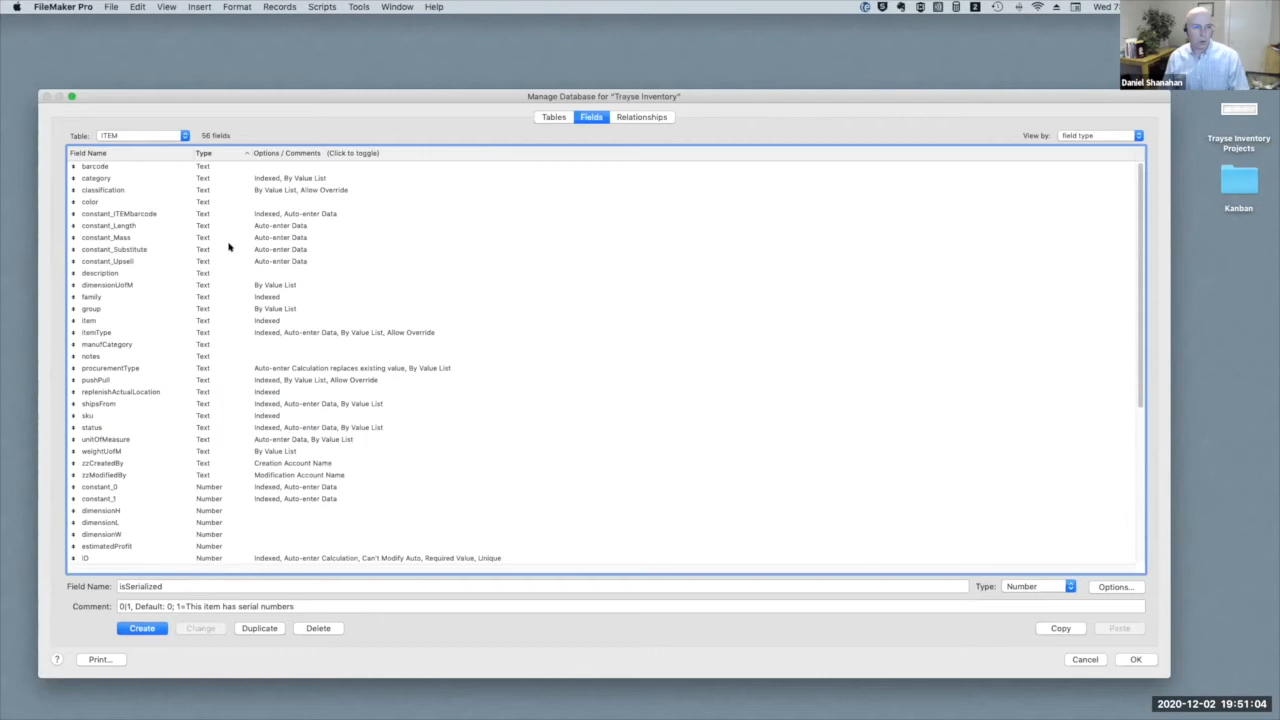 FileMaker Pro File Edit View Insert Format Records Scripts Tools Window Help 2 Wed 7
Daniel Shanahan
Manage Database for "Trayse Inventory"
Tables Fields Relationships
Trayse Inventory
Projects
Kanban
Table: ITEM 56 fields View by: field type
Field Name Type Options / Comments (Click to toggle)
barcode Text
category Text Indexed, By Value List
classification Text By Value List, Allow Override
color Text
constant_ITEMbarcode Text Indexed, Auto-enter Data
constant_Length Text Auto-enter Data
constant_Mass Text Auto-enter Data
constant_Substitute Text Auto-enter Data
constant_Upsell Text Auto-enter Data
description Text
dimensionUofM Text By Value List
family Text Indexed
group Text By Value List
item Text Indexed
itemType Text Indexed, Auto-enter Data, By Value List, Allow Override
manufCategory Text
notes Text
procurementType Text Auto-enter Calculation replaces existing value, By Value List
pushPull Text Indexed, By Value List, Allow Override
replenishActualLocation Text Indexed
shipsFrom Text Indexed, Auto-enter Data, By Value List
sku Text Indexed
status Text Indexed, Auto-enter Data, By Value List
unitOfMeasure Text Auto-enter Data, By Value List
weightUofM Text By Value List
zzCreatedBy Text Creation Account Name
zzModifiedBy Text Modification Account Name
constant_0 Number Indexed, Auto-enter Data
constant_1 Number Indexed, Auto-enter Data
dimensionH Number
dimensionL Number
dimensionW Number
estimatedProfit Number
ID Number Indexed, Auto-enter Calculation, Can't Modify Auto, Required Value, Unique
Field Name: isSerialized Type: Number Options...
Comment: 0|1, Default: 0; 1=This item has serial numbers
Create Change Duplicate Delete Copy Paste
? Print... Cancel OK
2020-12-02 19:51:04